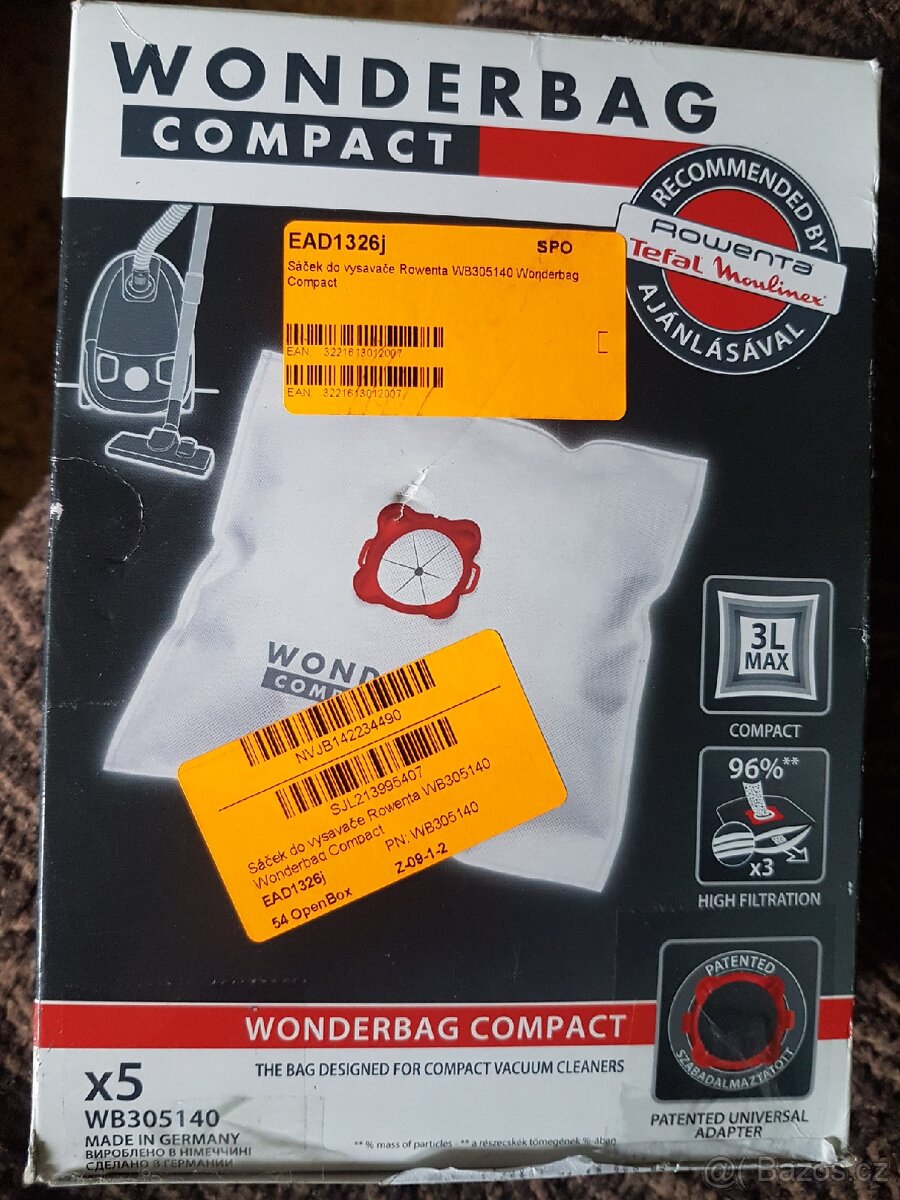 WONDERBAG
COMPACT
RECOMMENDED BY
Rowenta
Tefal Moulinex
AJÁNLÁSÁVAL
EAD1326j SPO
Sáček do vysavače Rowenta WB305140 Wonderbag
Compact
EAN: 3221613012007
EAN: 3221613012007
WOND
COMP
3L
MAX
COMPACT
96%**
x3
HIGH FILTRATION
NVJB142234490
SJL213995407
Sáček do vysavače Rowenta WB305140
Wonderbag Compact PN: WB305140
EAD1326j
54 OpenBox Z-09-1-2
PATENTED
SZABADALMAZTATOTT
PATENTED UNIVERSAL
ADAPTER
WONDERBAG COMPACT
THE BAG DESIGNED FOR COMPACT VACUUM CLEANERS
x5
WB305140
MADE IN GERMANY
ВИРОБЛЕНО В НІМЕЧЧИНІ
СДЕЛАНО В ГЕРМАНИИ
** % mass of particles - ** a részecskék tömegének %-ában
@( Bazos.cz